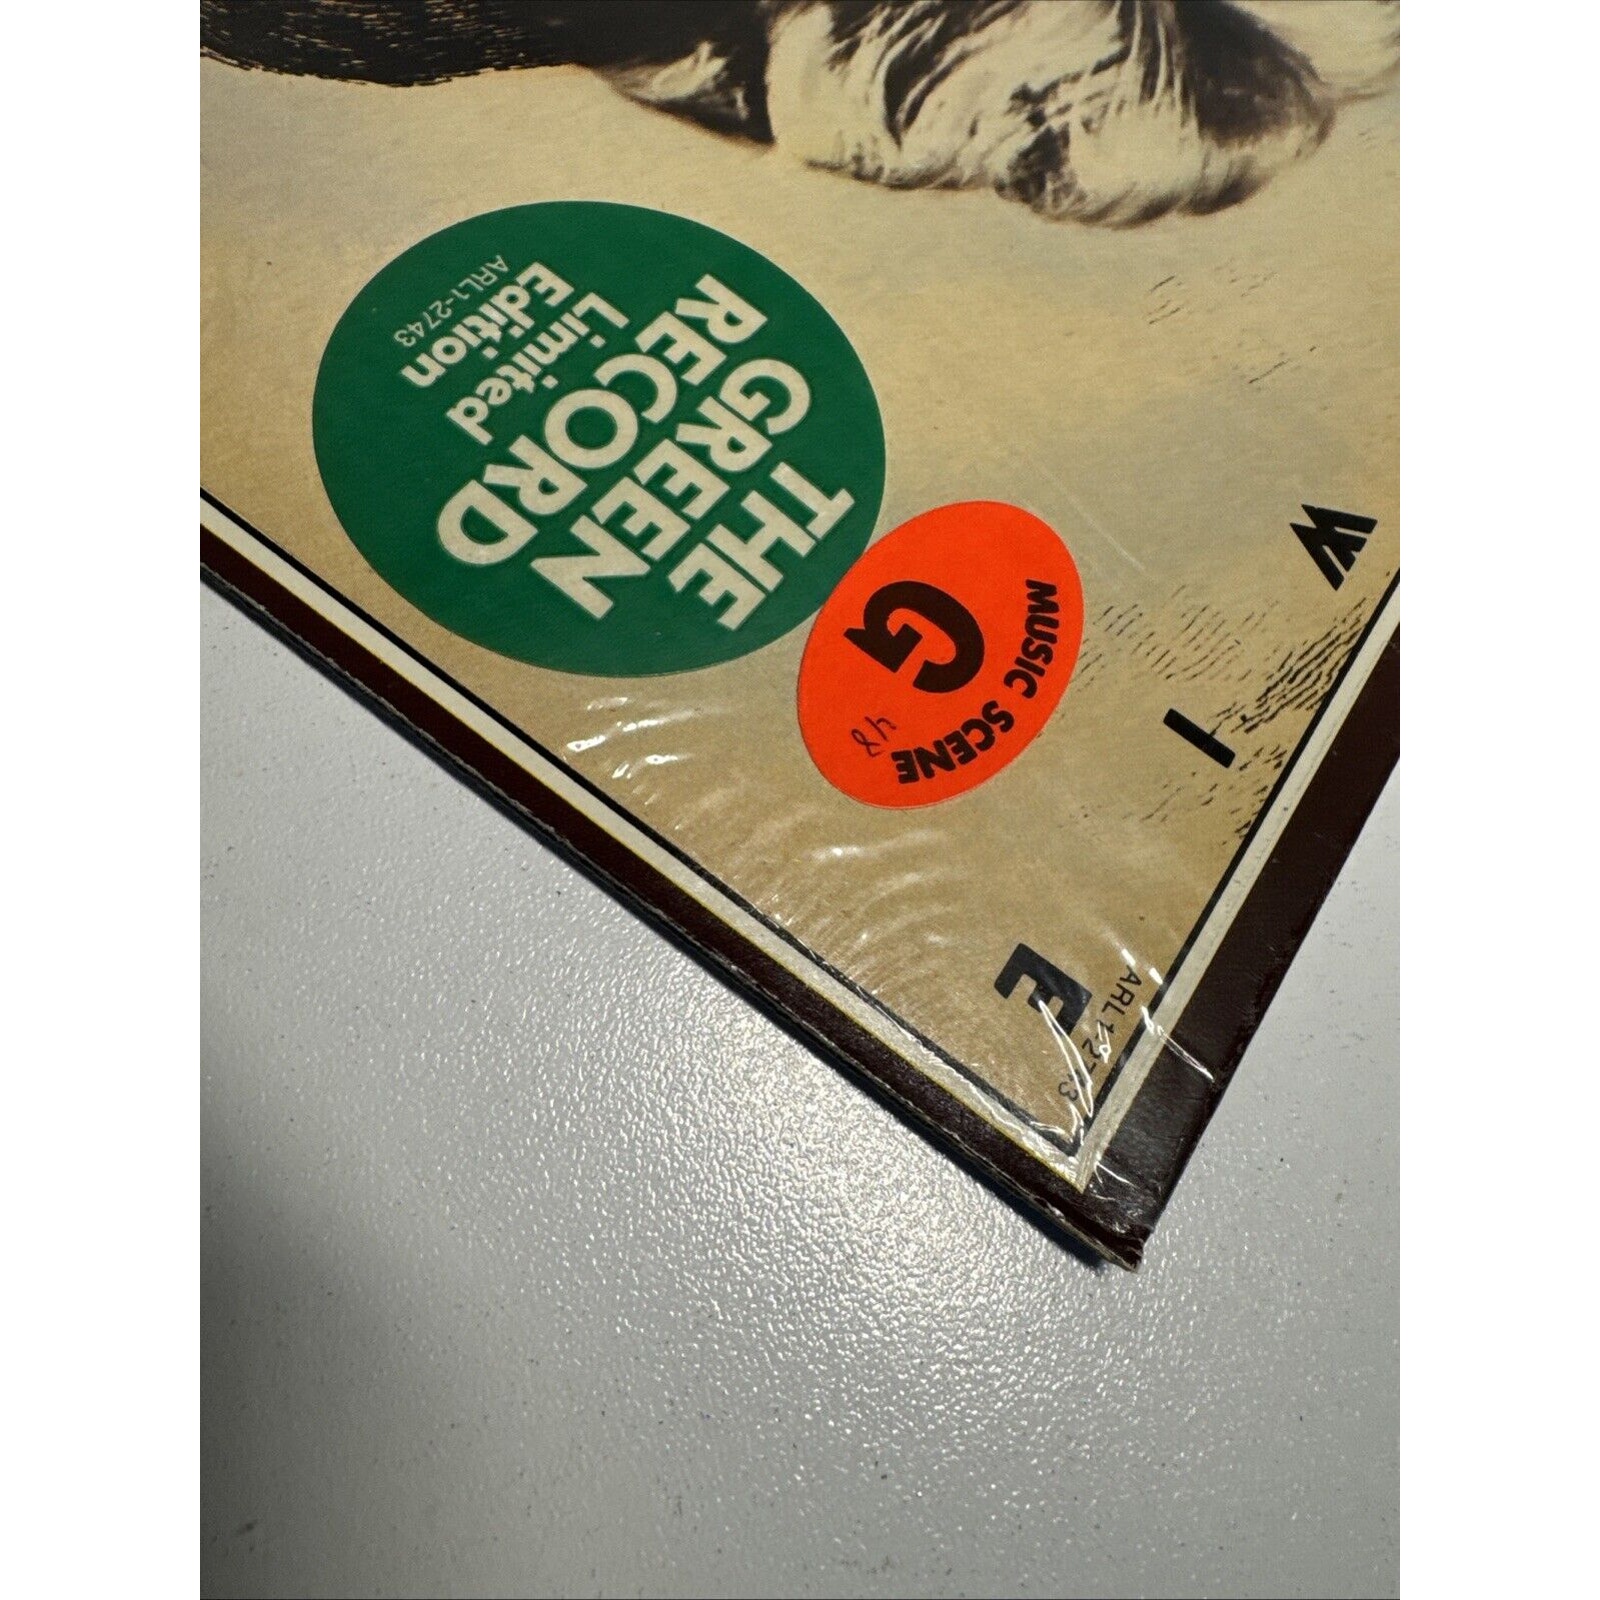 THE
GREEN
RECORD
Limited
Edition
ARL1-2743
MUSIC SCENE
G
48
W
I
E
ARL1-2743